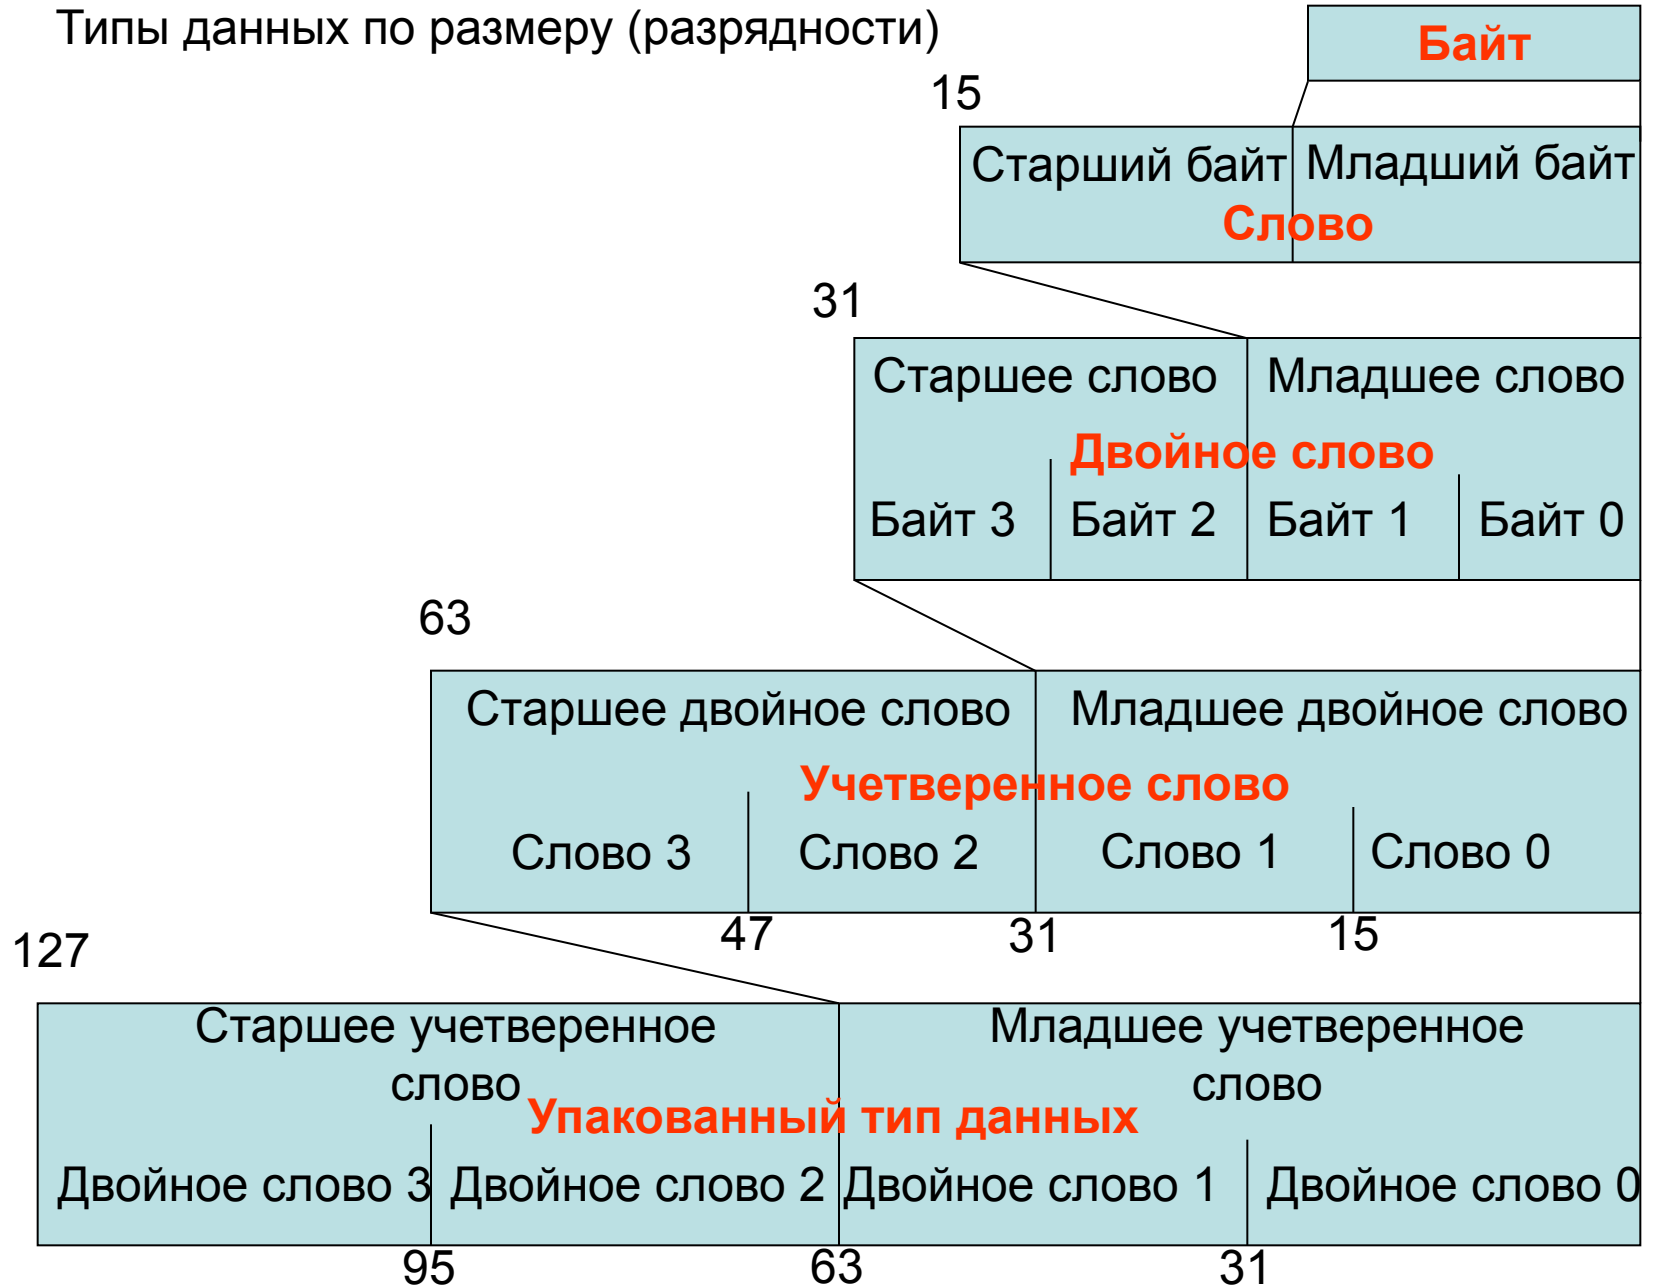 Типы данных по размеру (разрядности)
Байт
15
Старший байт Младший байт
Слово
31
Старшее слово Младшее слово
Двойное слово
Байт 3 Байт 2 Байт 1 Байт 0
63
Старшее двойное слово Младшее двойное слово
Учетверенное слово
Слово 3 Слово 2 Слово 1 Слово 0
47 31 15
127
Старшее учетверенное Младшее учетверенное
слово слово
Упакованный тип данных
Двойное слово 3 Двойное слово 2 Двойное слово 1 Двойное слово 0
95 63 31